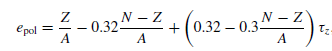 e_pol = Z/A − 0.32 (N − Z)/A + (0.32 − 0.3 (N − Z)/A) τ_z.